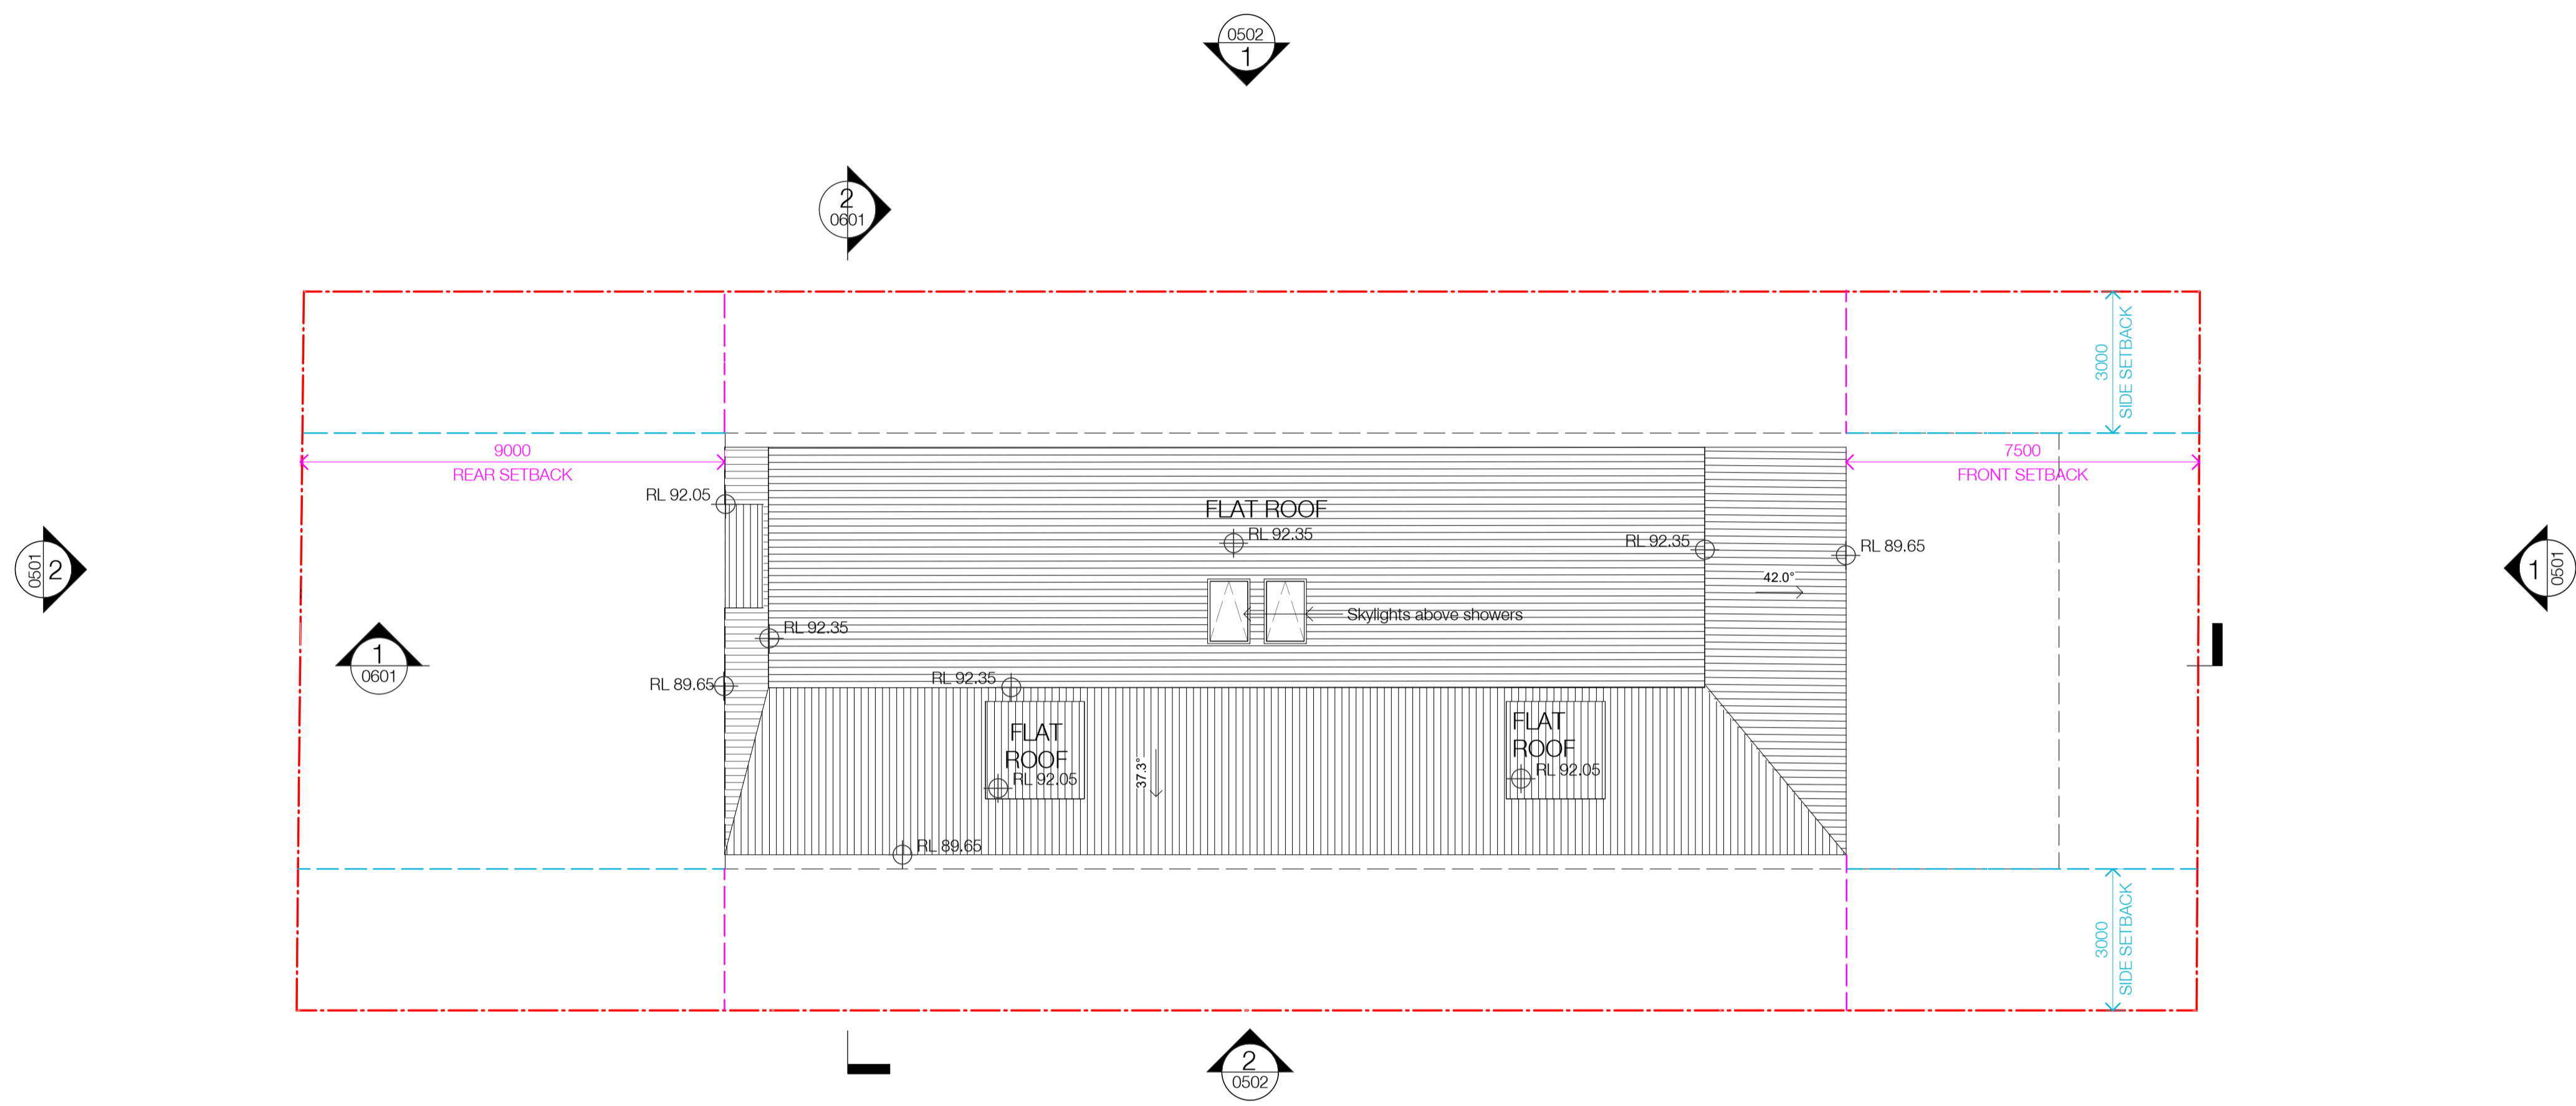 0502
1
2
0601
3000
SIDE SETBACK
9000
REAR SETBACK
7500
FRONT SETBACK
RL 92.05
FLAT ROOF
RL 92.35
RL 92.35
RL 89.65
0501
2
1
0501
42.0°
Skylights above showers
RL 92.35
1
0601
RL 89.65
RL 92.35
FLAT
ROOF
RL 92.05
37.3°
FLAT
ROOF
RL 92.05
RL 89.65
3000
SIDE SETBACK
2
0502